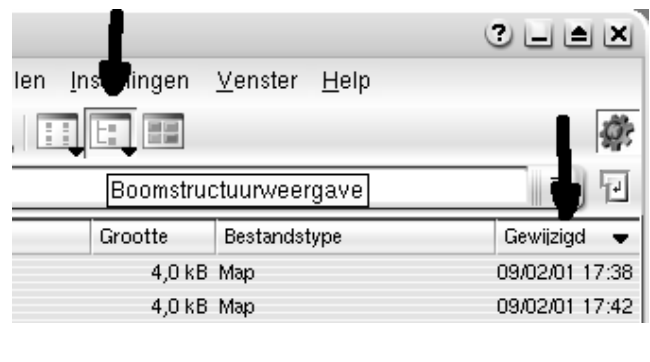 len Instellingen Venster Help
Boomstructuurweergave
Grootte Bestandstype Gewijzigd
4,0 kB Map 09/02/01 17:38
4,0 kB Map 09/02/01 17:42